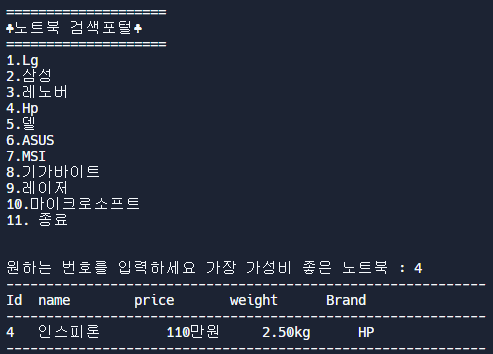 ====================
♣노트북 검색포털♣
====================
1.Lg
2.삼성
3.레노버
4.Hp
5.델
6.ASUS
7.MSI
8.기가바이트
9.레이저
10.마이크로소프트
11. 종료
원하는 번호를 입력하세요 가장 가성비 좋은 노트북 : 4
------------------------------------------------------------
Id name price weight Brand
------------------------------------------------------------
4 인스피론 110만원 2.50kg HP
------------------------------------------------------------